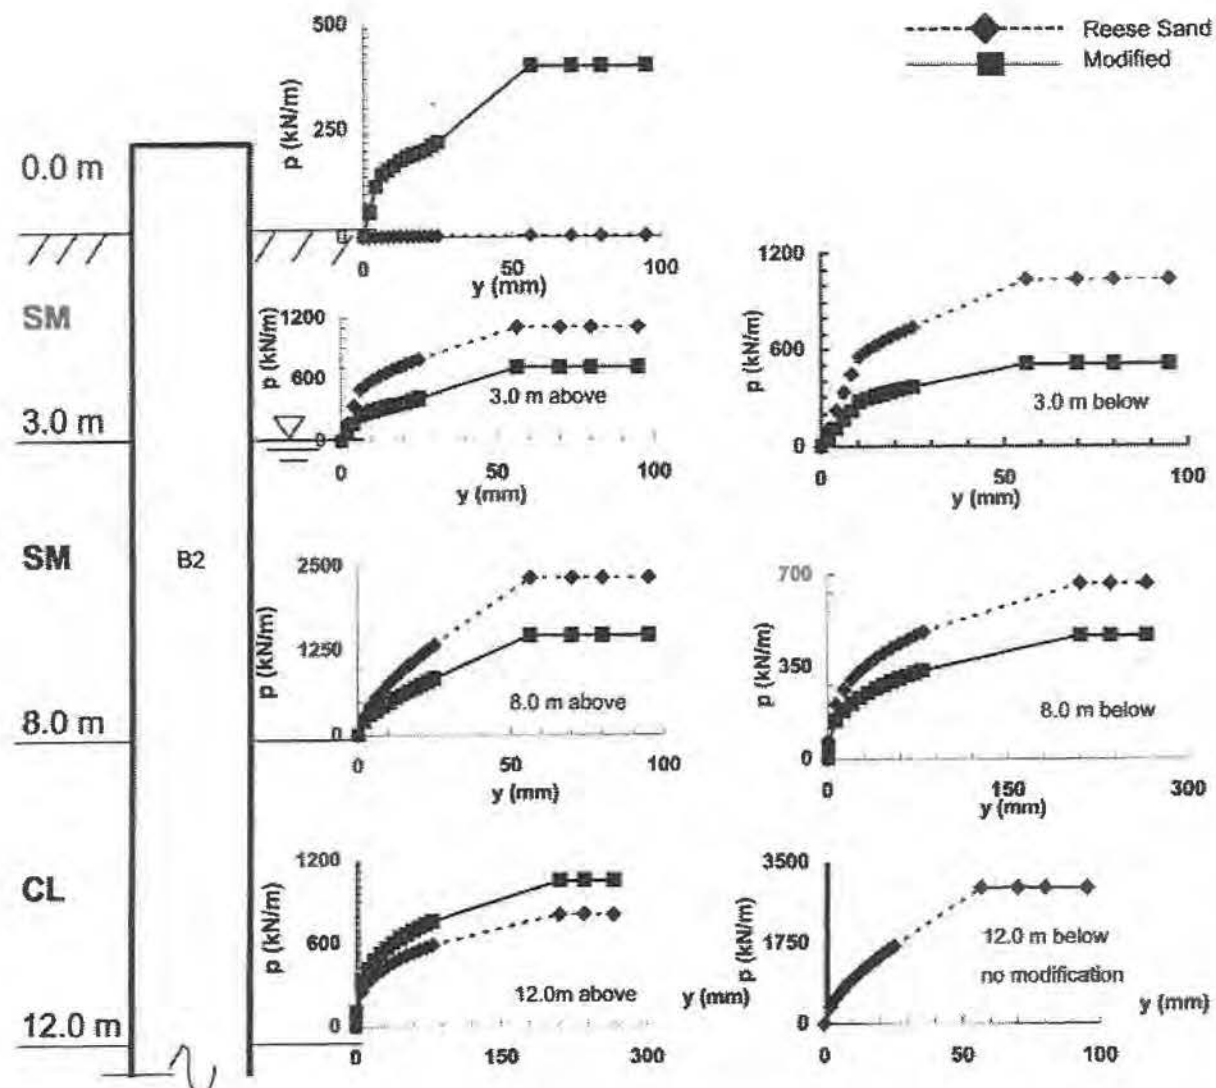 Reese Sand
Modified
500
250
0
p (kN/m)
0 50 100
y (mm)
0.0 m
SM
3.0 m
SM
8.0 m
CL
12.0 m
B2
1200
600
0
p (kN/m)
3.0 m above
0 50 100
y (mm)
1200
600
0
p (kN/m)
3.0 m below
0 50 100
y (mm)
2500
1250
0
p (kN/m)
8.0 m above
0 50 100
y (mm)
700
350
0
p (kN/m)
8.0 m below
0 150 300
y (mm)
1200
600
0
p (kN/m)
12.0m above
y (mm)
0 150 300
3500
1750
0
p (kN/m)
12.0 m below
no modification
y (mm)
0 50 100